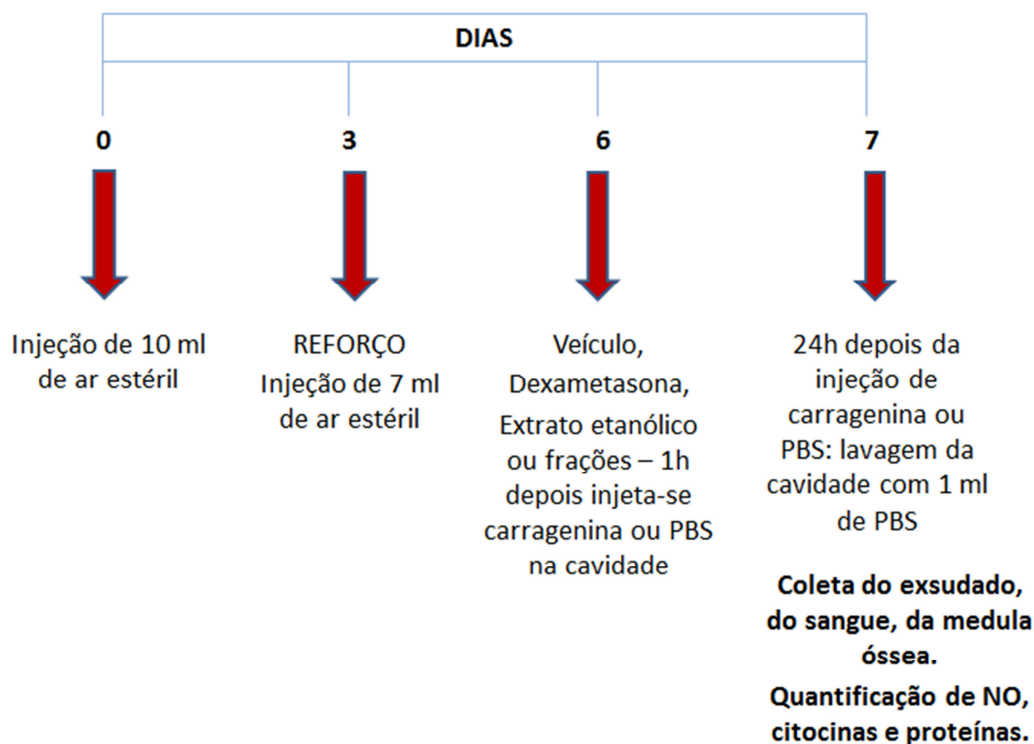 DIAS
0
3
6
7
Injeção de 10 ml
de ar estéril
REFORÇO
Injeção de 7 ml
de ar estéril
Veículo,
Dexametasona,
Extrato etanólico
ou frações – 1h
depois injeta-se
carragenina ou PBS
na cavidade
24h depois da
injeção de
carragenina ou
PBS: lavagem da
cavidade com 1 ml
de PBS
Coleta do exsudado,
do sangue, da medula
óssea.
Quantificação de NO,
citocinas e proteínas.